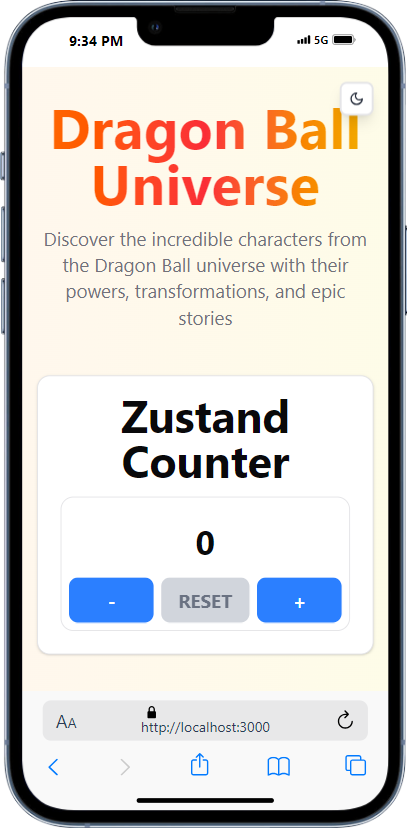 9:34 PM
5G
Dragon Ball
Universe
Discover the incredible characters from
the Dragon Ball universe with their
powers, transformations, and epic
stories
Zustand
Counter
0
- RESET +
AA
http://localhost:3000